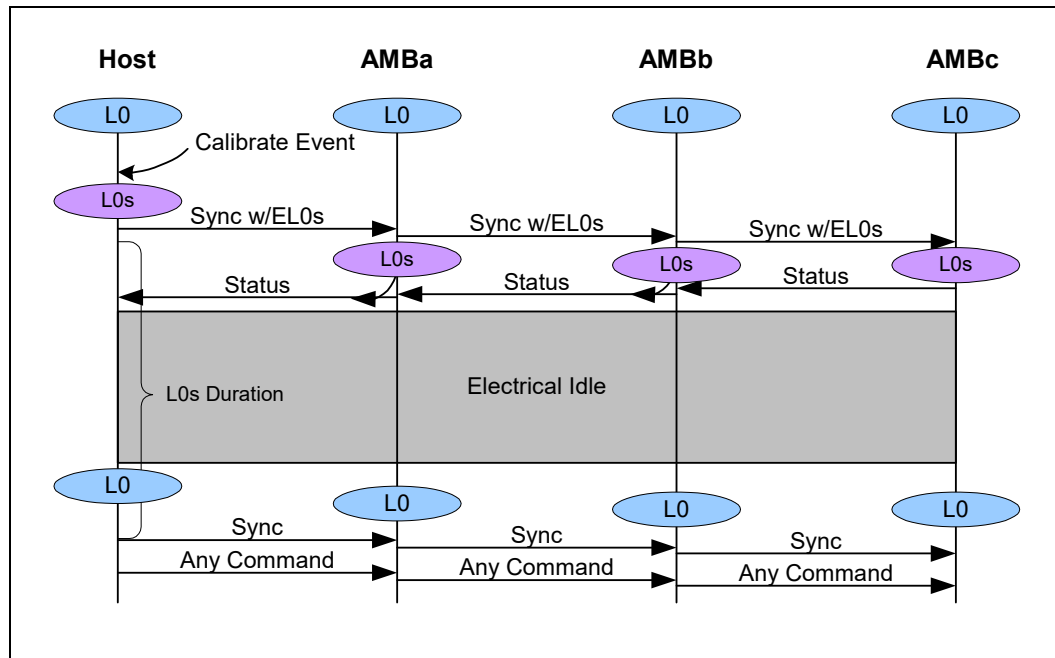 Host AMBa AMBb AMBc
L0 L0 L0 L0
Calibrate Event
L0s
Sync w/EL0s Sync w/EL0s Sync w/EL0s
L0s L0s L0s
Status Status Status
Electrical Idle
L0s Duration
L0 L0 L0 L0
Sync Sync Sync
Any Command Any Command Any Command